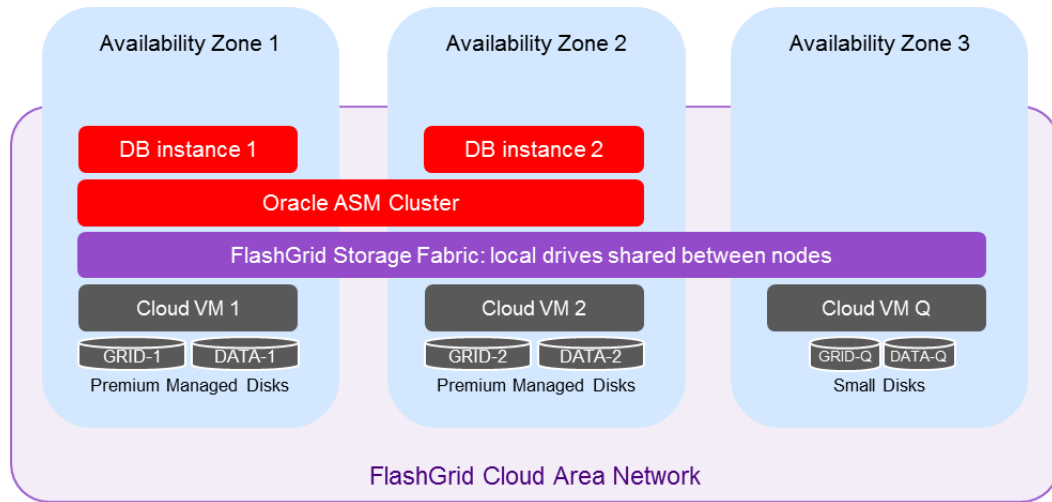 Availability Zone 1
Availability Zone 2
Availability Zone 3
DB instance 1
DB instance 2
Oracle ASM Cluster
FlashGrid Storage Fabric: local drives shared between nodes
Cloud VM 1
Cloud VM 2
Cloud VM Q
GRID-1
DATA-1
GRID-2
DATA-2
GRID-Q
DATA-Q
Premium Managed Disks
Premium Managed Disks
Small Disks
FlashGrid Cloud Area Network